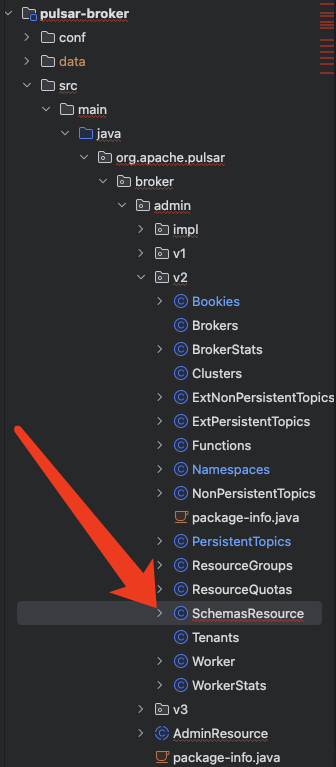 pulsar-broker
conf
data
src
main
java
org.apache.pulsar
broker
admin
impl
v1
v2
Bookies
Brokers
BrokerStats
Clusters
ExtNonPersistentTopics
ExtPersistentTopics
Functions
Namespaces
NonPersistentTopics
package-info.java
PersistentTopics
ResourceGroups
ResourceQuotas
SchemasResource
Tenants
Worker
WorkerStats
v3
AdminResource
package-info.java